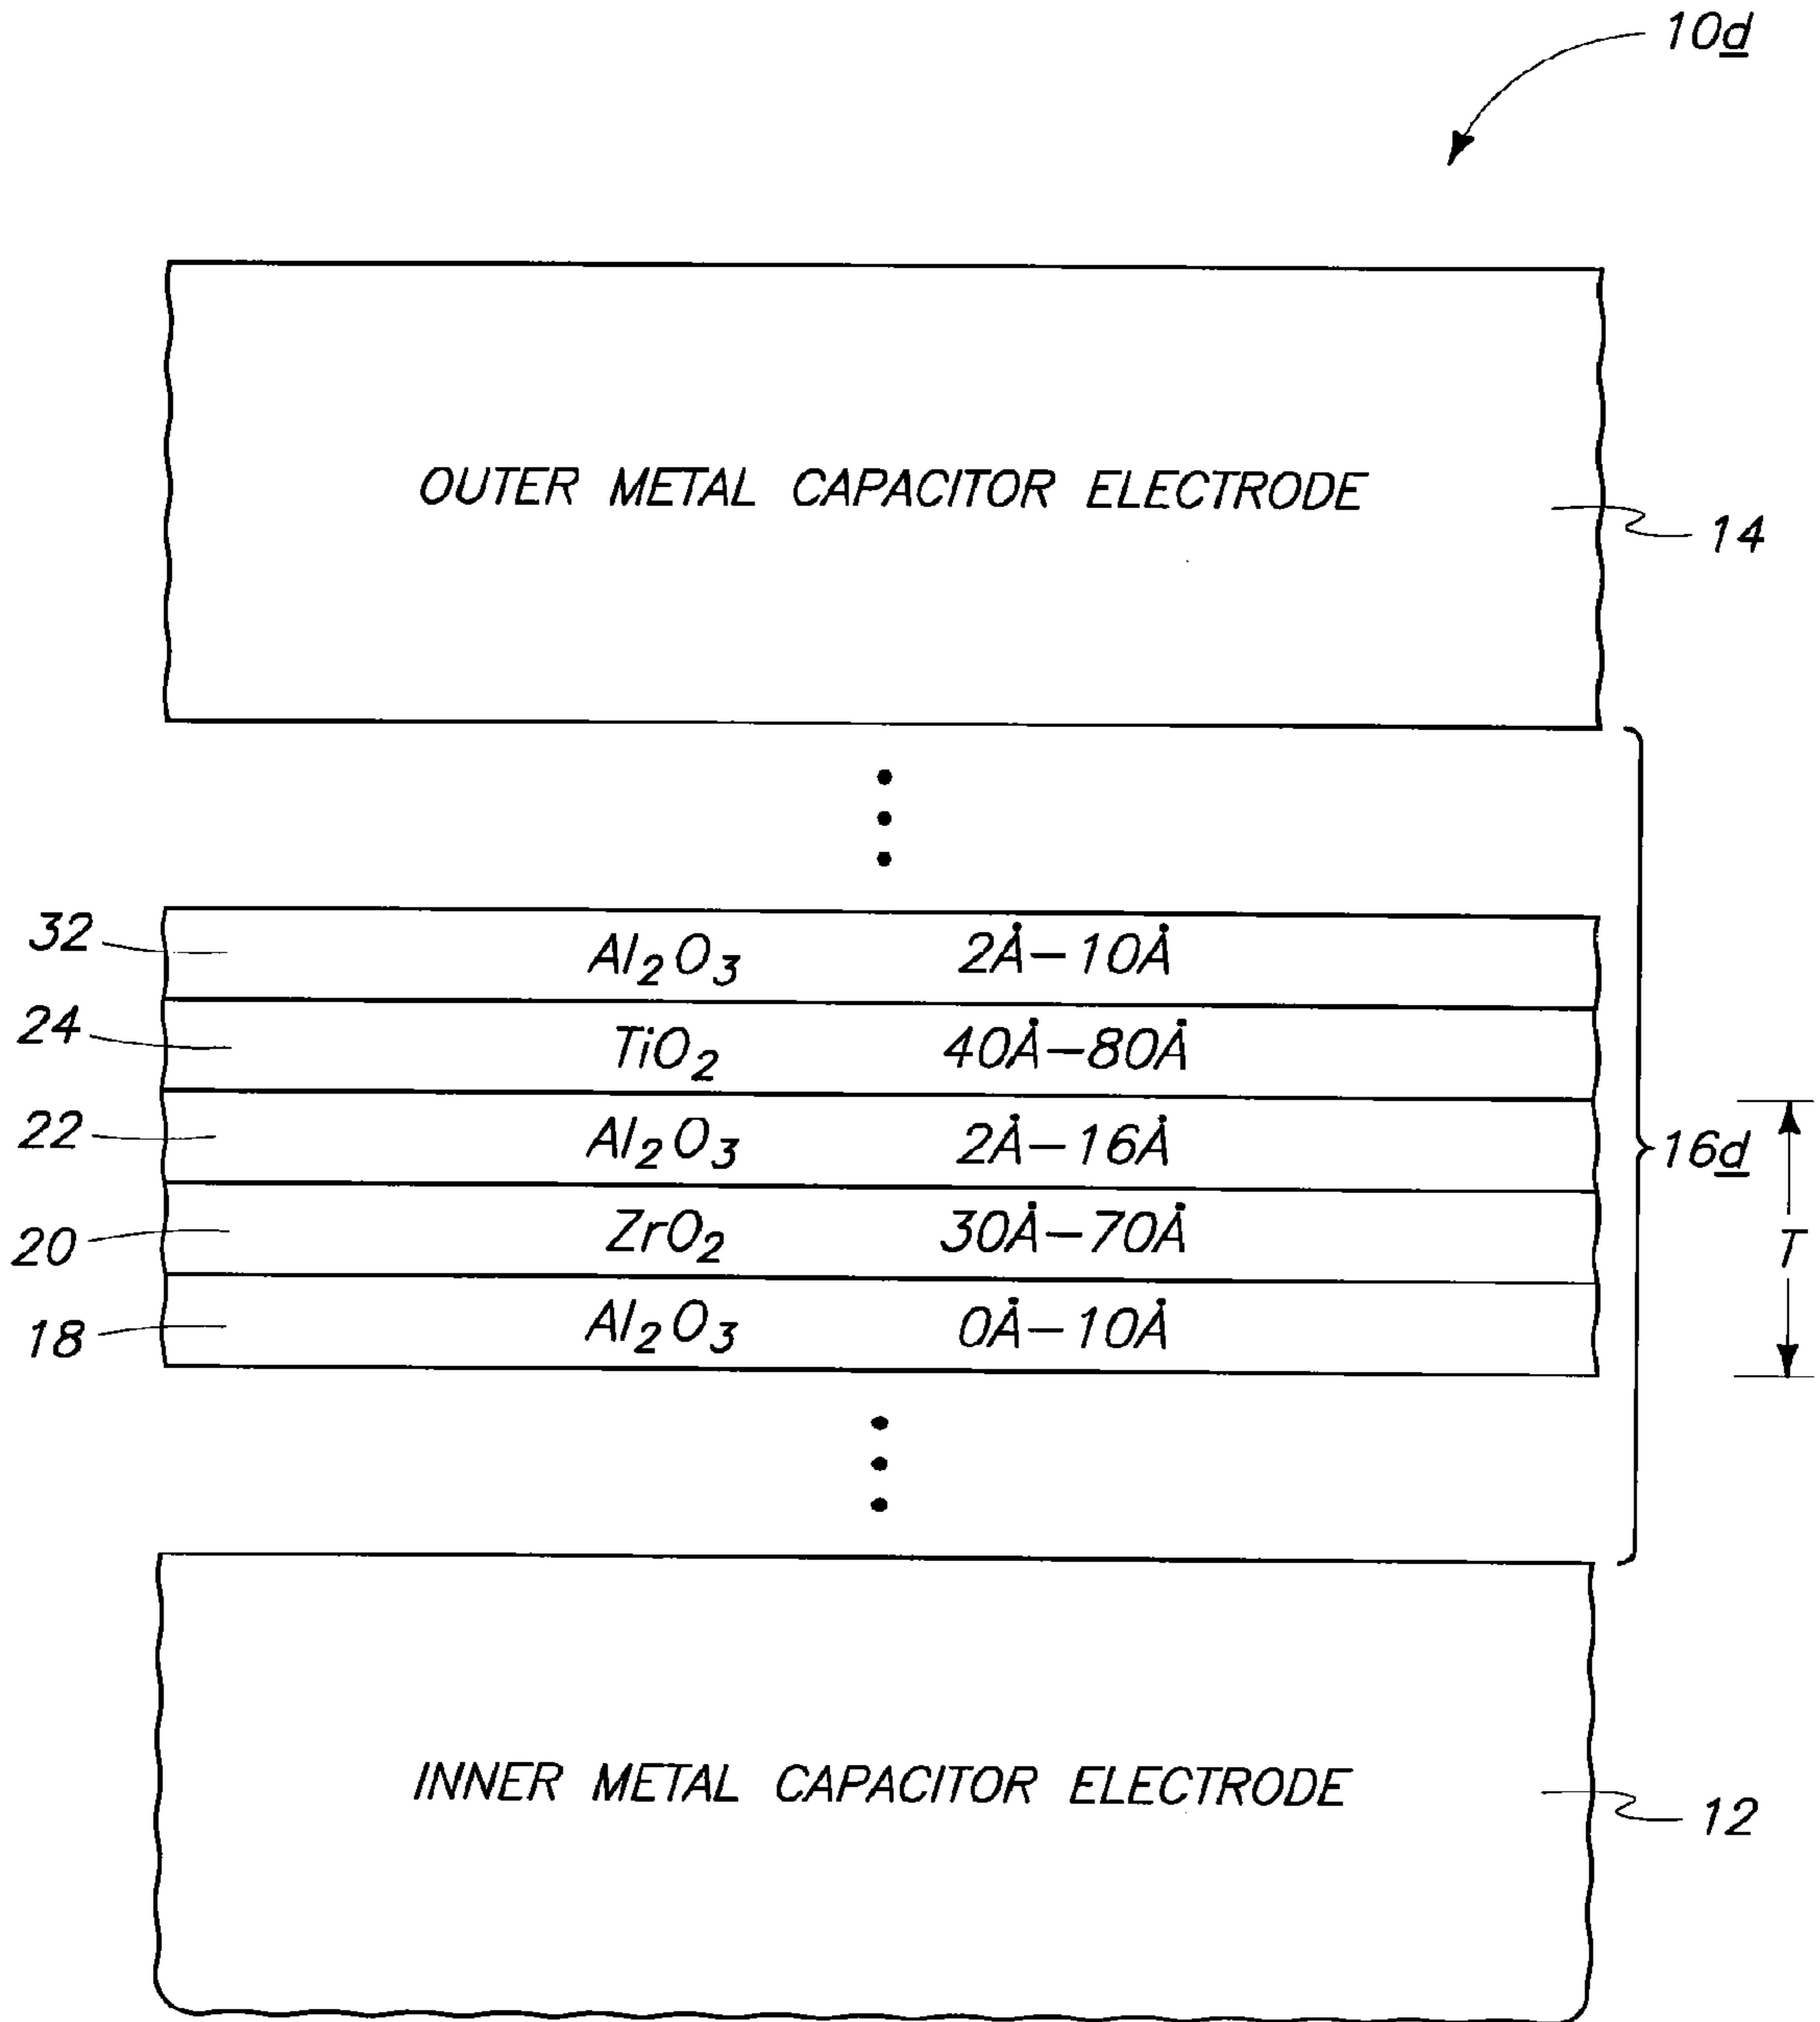 10d
OUTER METAL CAPACITOR ELECTRODE
14
32 Al₂O₃ 2Å–10Å
24 TiO₂ 40Å–80Å
22 Al₂O₃ 2Å–16Å
16d
20 ZrO₂ 30Å–70Å
T
18 Al₂O₃ 0Å–10Å
INNER METAL CAPACITOR ELECTRODE
12